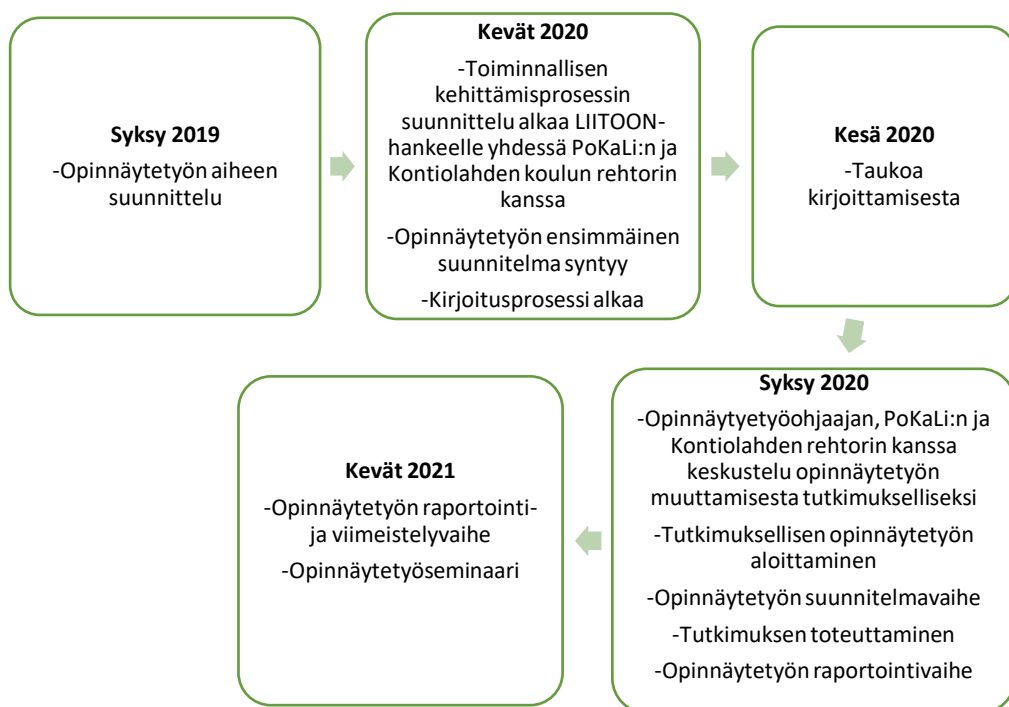 Syksy 2019
-Opinnäytetyön aiheen
suunnittelu
Kevät 2020
-Toiminnallisen
kehittämisprosessin
suunnittelu alkaa LIITOON-
hankeelle yhdessä PoKaLi:n ja
Kontiolahden koulun rehtorin
kanssa
-Opinnäytetyön ensimmäinen
suunnitelma syntyy
-Kirjoitusprosessi alkaa
Kesä 2020
-Taukoa
kirjoittamisesta
Syksy 2020
-Opinnäytyetyöohjaajan, PoKaLi:n ja
Kontiolahden rehtorin kanssa
keskustelu opinnäytetyön
muuttamisesta tutkimukselliseksi
-Tutkimuksellisen opinnäytetyön
aloittaminen
-Opinnäytetyön suunnitelmavaihe
-Tutkimuksen toteuttaminen
-Opinnäytetyön raportointivaihe
Kevät 2021
-Opinnäytetyön raportointi-
ja viimeistelyvaihe
-Opinnäytetyöseminaari